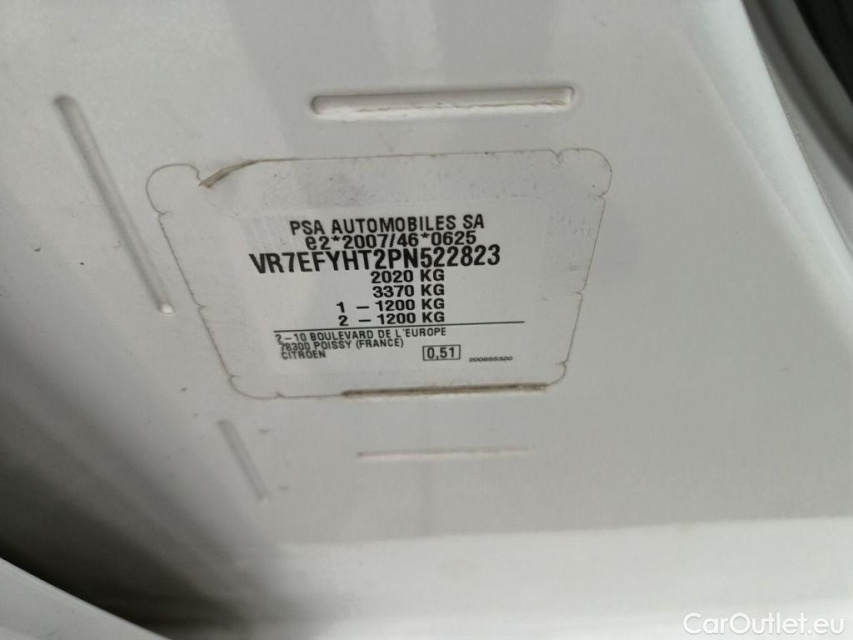 PSA AUTOMOBILES SA
e2*2007/46*0625
VR7EFYHT2PN522823
2020 KG
3370 KG
1 - 1200 KG
2 - 1200 KG
2-10 BOULEVARD DE L'EUROPE
78300 POISSY (FRANCE)
CITROEN
0,51
CarOutlet.eu